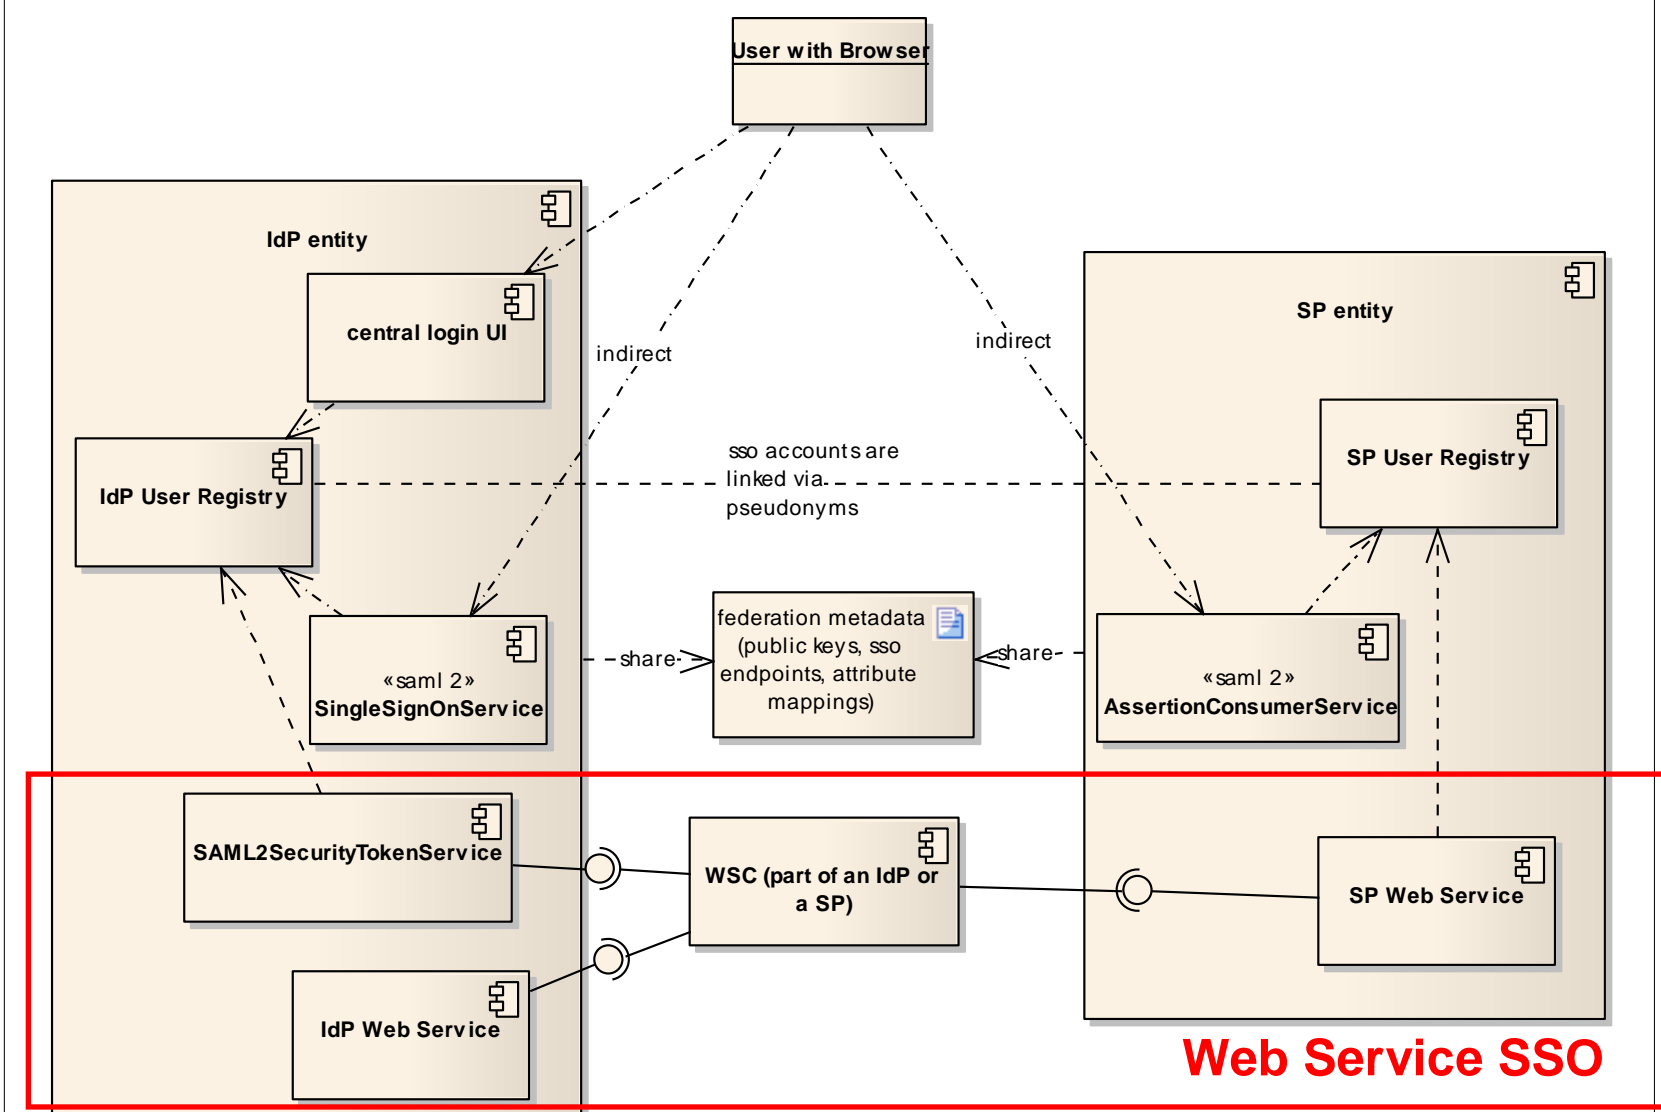 User with Browser
IdP entity
central login UI
indirect
indirect
SP entity
SP User Registry
sso accounts are
linked via
pseudonyms
IdP User Registry
federation metadata
(public keys, sso
endpoints, attribute
mappings)
share
share
«saml 2»
SingleSignOnService
«saml 2»
AssertionConsumerService
SAML2SecurityTokenService
WSC (part of an IdP or
a SP)
SP Web Service
IdP Web Service
Web Service SSO